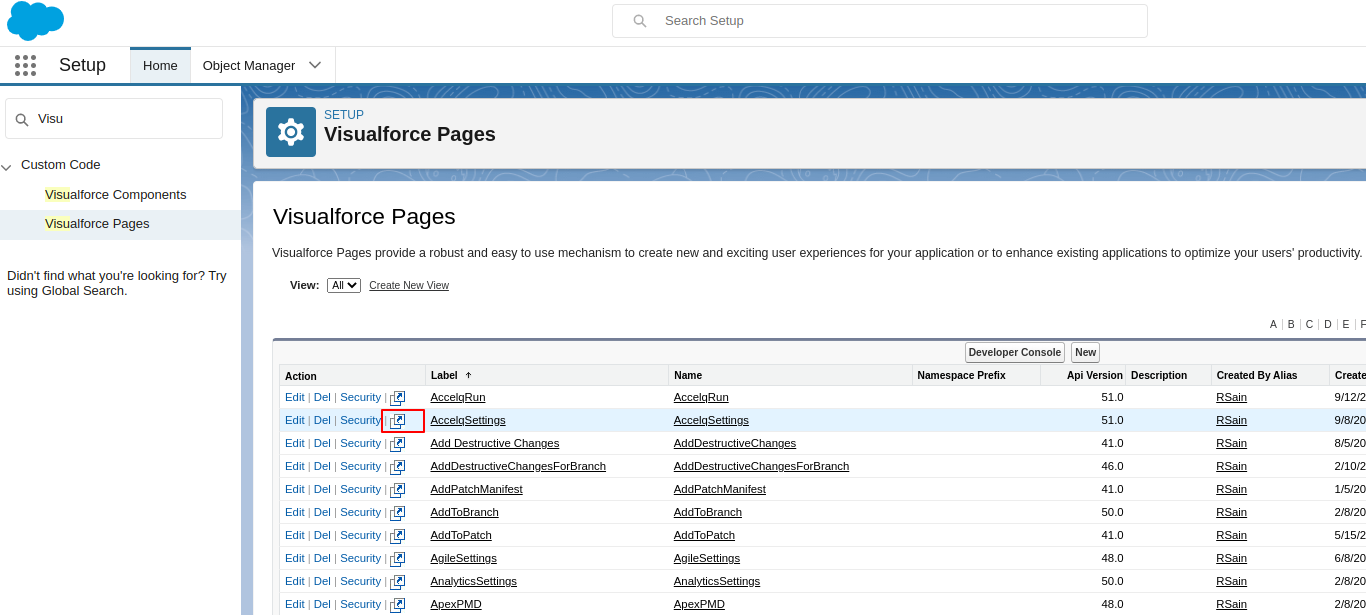 Search Setup
Setup Home Object Manager
Visu
Custom Code
Visualforce Components
Visualforce Pages
Didn't find what you're looking for? Try
using Global Search.
SETUP
Visualforce Pages
Visualforce Pages
Visualforce Pages provide a robust and easy to use mechanism to create new and exciting user experiences for your application or to enhance existing applications to optimize your users' productivity.
View: All Create New View
A | B | C | D | E | F
Developer Console New
Action Label Name Namespace Prefix Api Version Description Created By Alias Create
Edit | Del | Security | AccelqRun AccelqRun 51.0 RSain 9/12/2
Edit | Del | Security | AccelqSettings AccelqSettings 51.0 RSain 9/8/20
Edit | Del | Security | Add Destructive Changes AddDestructiveChanges 41.0 RSain 8/5/20
Edit | Del | Security | AddDestructiveChangesForBranch AddDestructiveChangesForBranch 46.0 RSain 2/10/2
Edit | Del | Security | AddPatchManifest AddPatchManifest 41.0 RSain 1/5/20
Edit | Del | Security | AddToBranch AddToBranch 50.0 RSain 2/8/20
Edit | Del | Security | AddToPatch AddToPatch 41.0 RSain 5/15/2
Edit | Del | Security | AgileSettings AgileSettings 48.0 RSain 6/8/20
Edit | Del | Security | AnalyticsSettings AnalyticsSettings 50.0 RSain 2/8/20
Edit | Del | Security | ApexPMD ApexPMD 48.0 RSain 2/8/20